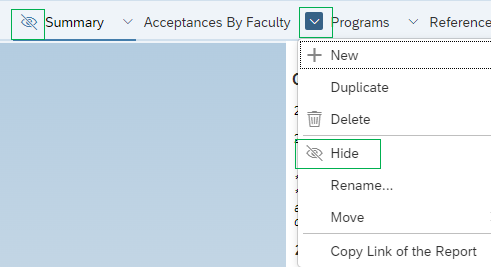 Summary Acceptances By Faculty Programs Reference
New
Duplicate
Delete
Hide
Rename...
Move
Copy Link of the Report